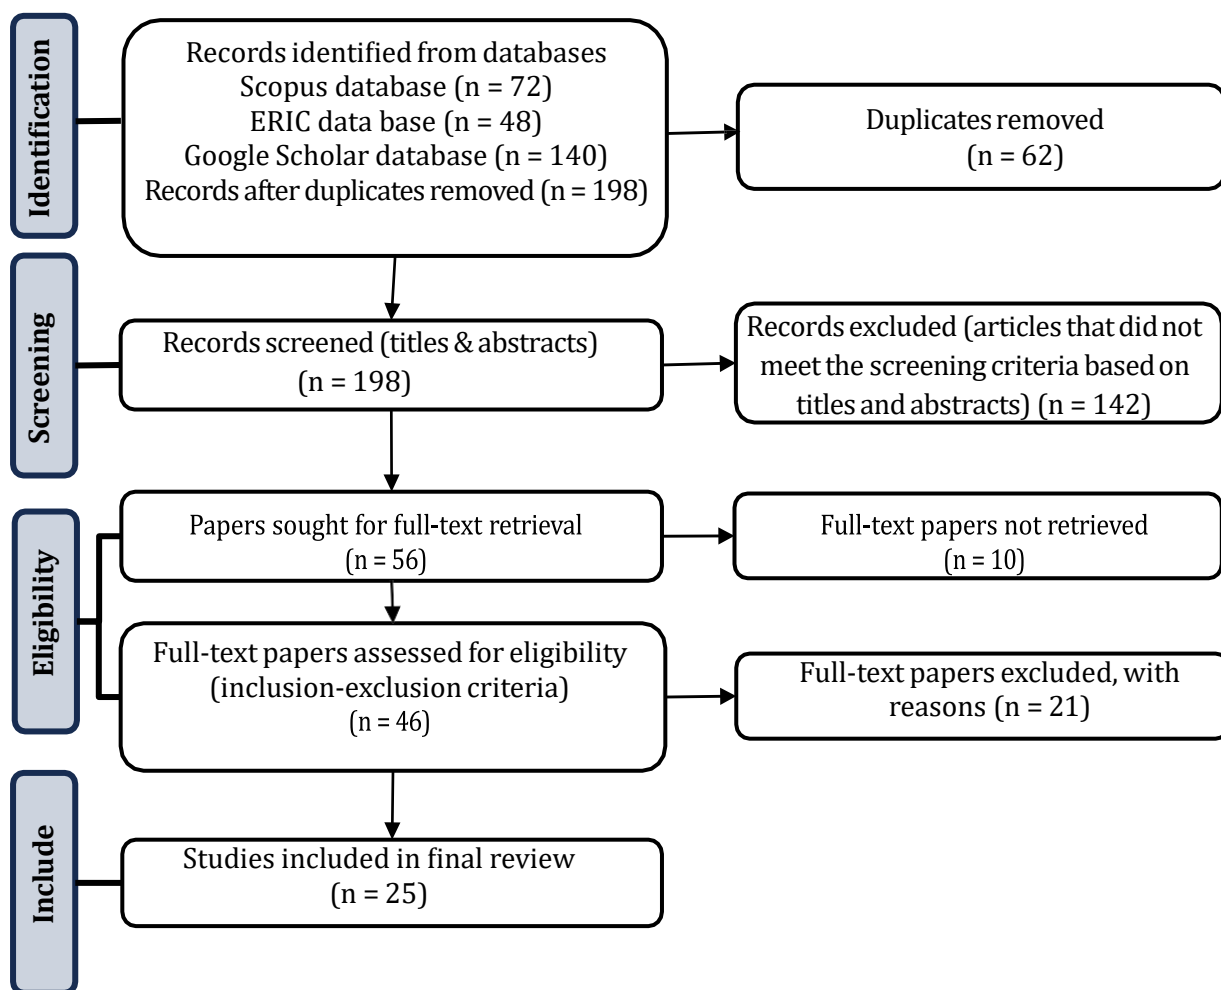 Identification
Records identified from databases
Scopus database (n = 72)
ERIC data base (n = 48)
Google Scholar database (n = 140)
Records after duplicates removed (n = 198)
Duplicates removed
(n = 62)
Screening
Records screened (titles & abstracts)
(n = 198)
Records excluded (articles that did not
meet the screening criteria based on
titles and abstracts) (n = 142)
Eligibility
Papers sought for full-text retrieval
(n = 56)
Full-text papers not retrieved
(n = 10)
Full-text papers assessed for eligibility
(inclusion-exclusion criteria)
(n = 46)
Full-text papers excluded, with
reasons (n = 21)
Include
Studies included in final review
(n = 25)